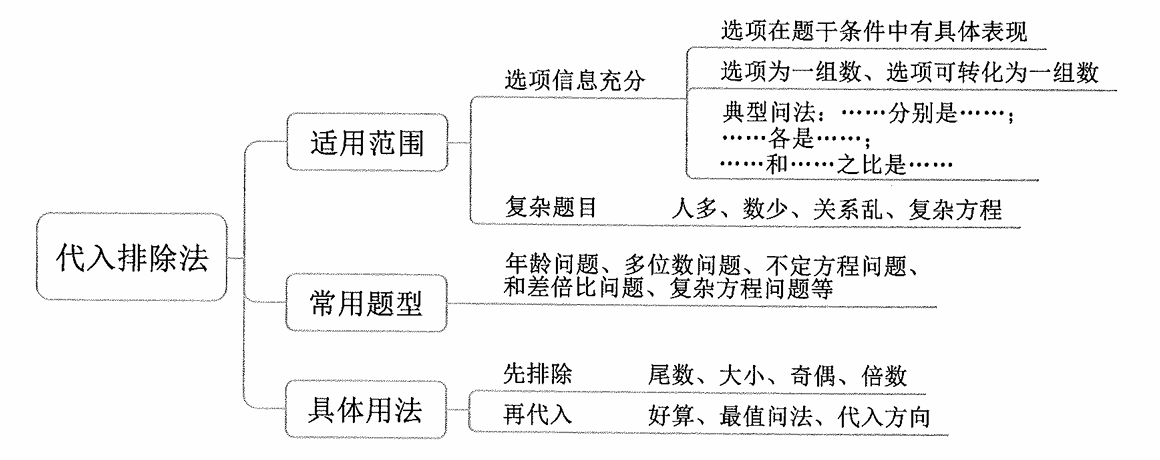 代入排除法
适用范围
选项信息充分
选项在题干条件中有具体表现
选项为一组数、选项可转化为一组数
典型问法：……分别是……；
……各是……；
……和……之比是……
复杂题目 人多、数少、关系乱、复杂方程
常用题型
年龄问题、多位数问题、不定方程问题、
和差倍比问题、复杂方程问题等
具体用法
先排除 尾数、大小、奇偶、倍数
再代入 好算、最值问法、代入方向